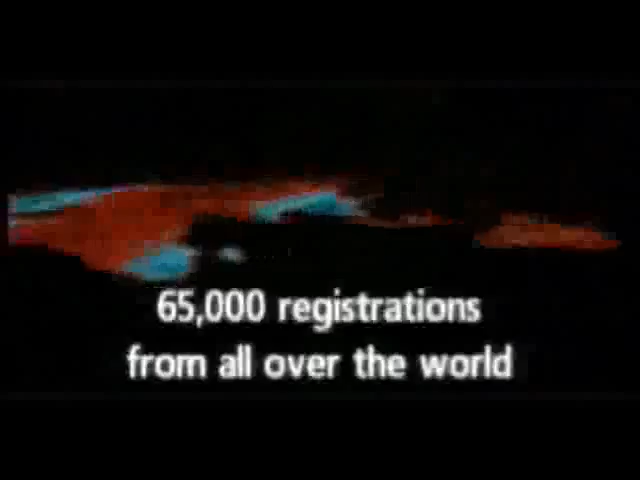 65,000 registrations
from all over the world